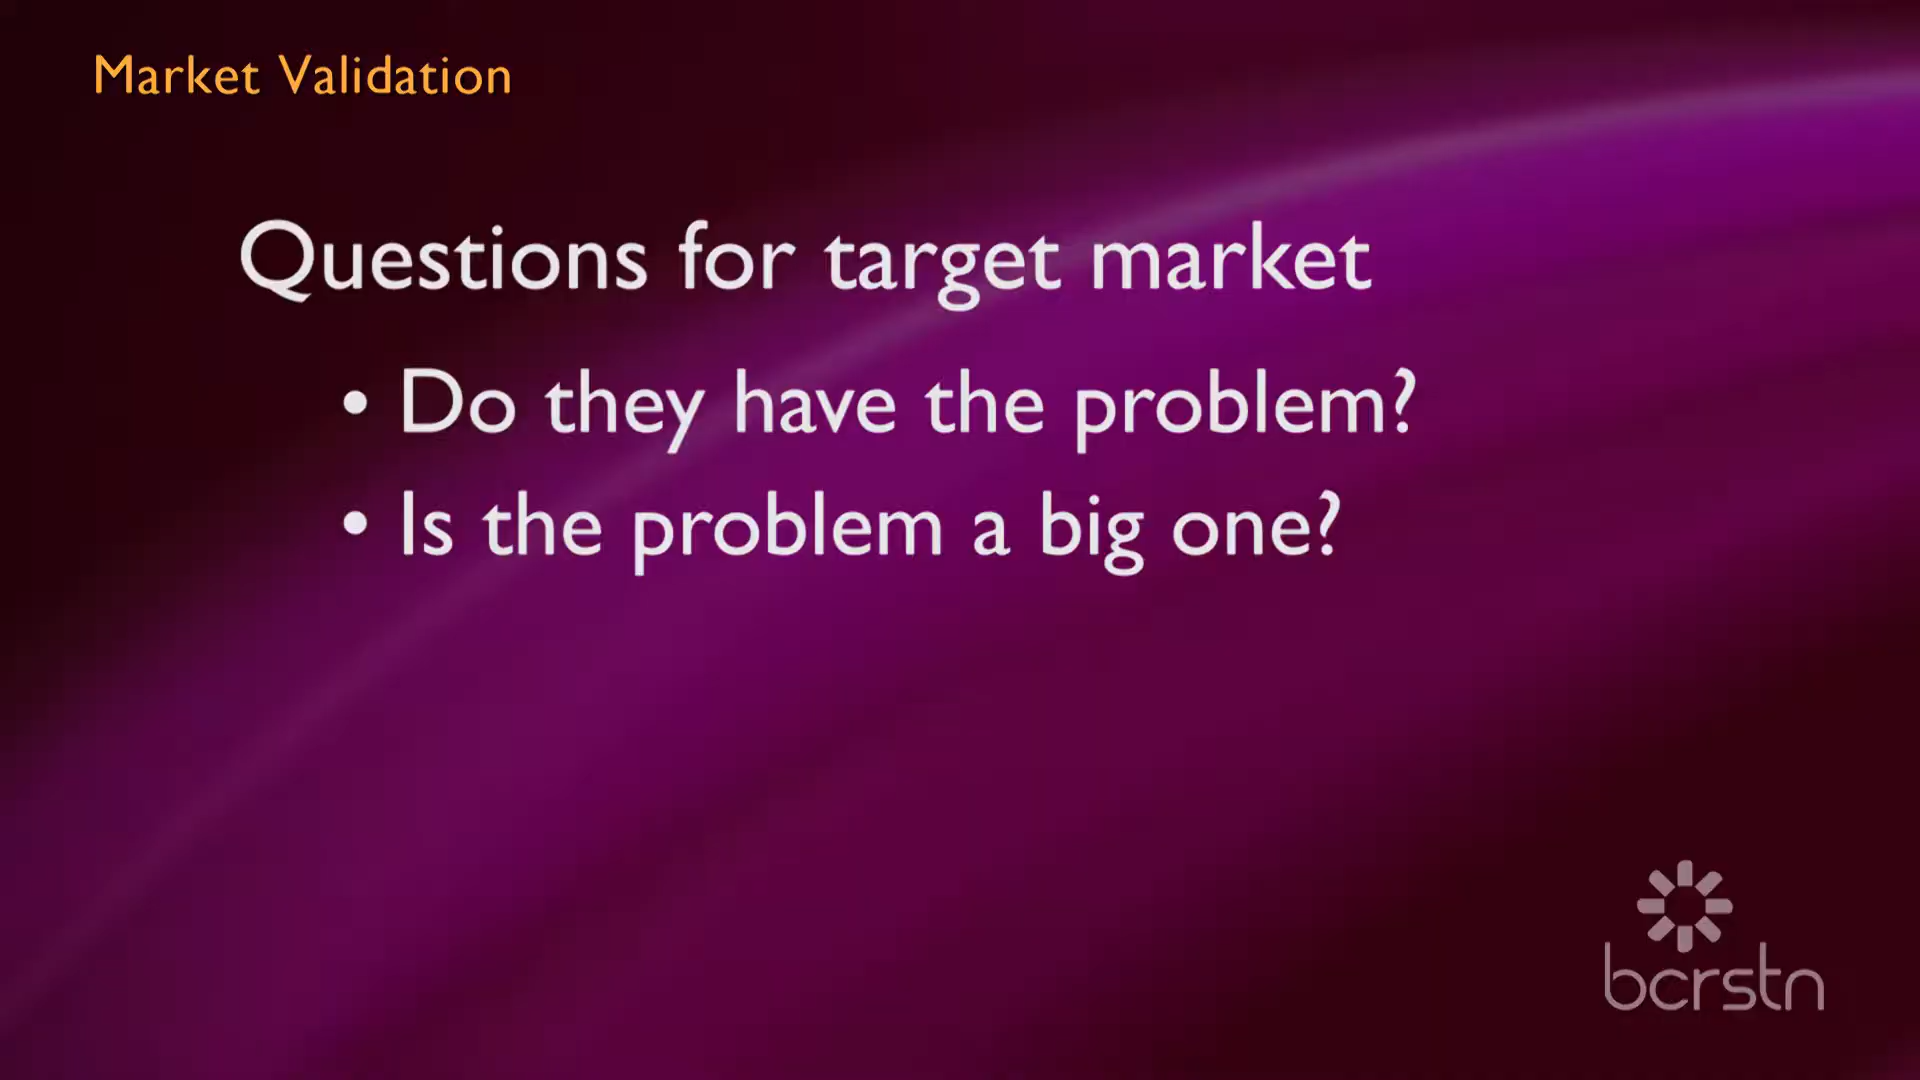 Market Validation
Questions for target market
• Do they have the problem?
• Is the problem a big one?
bcrstn